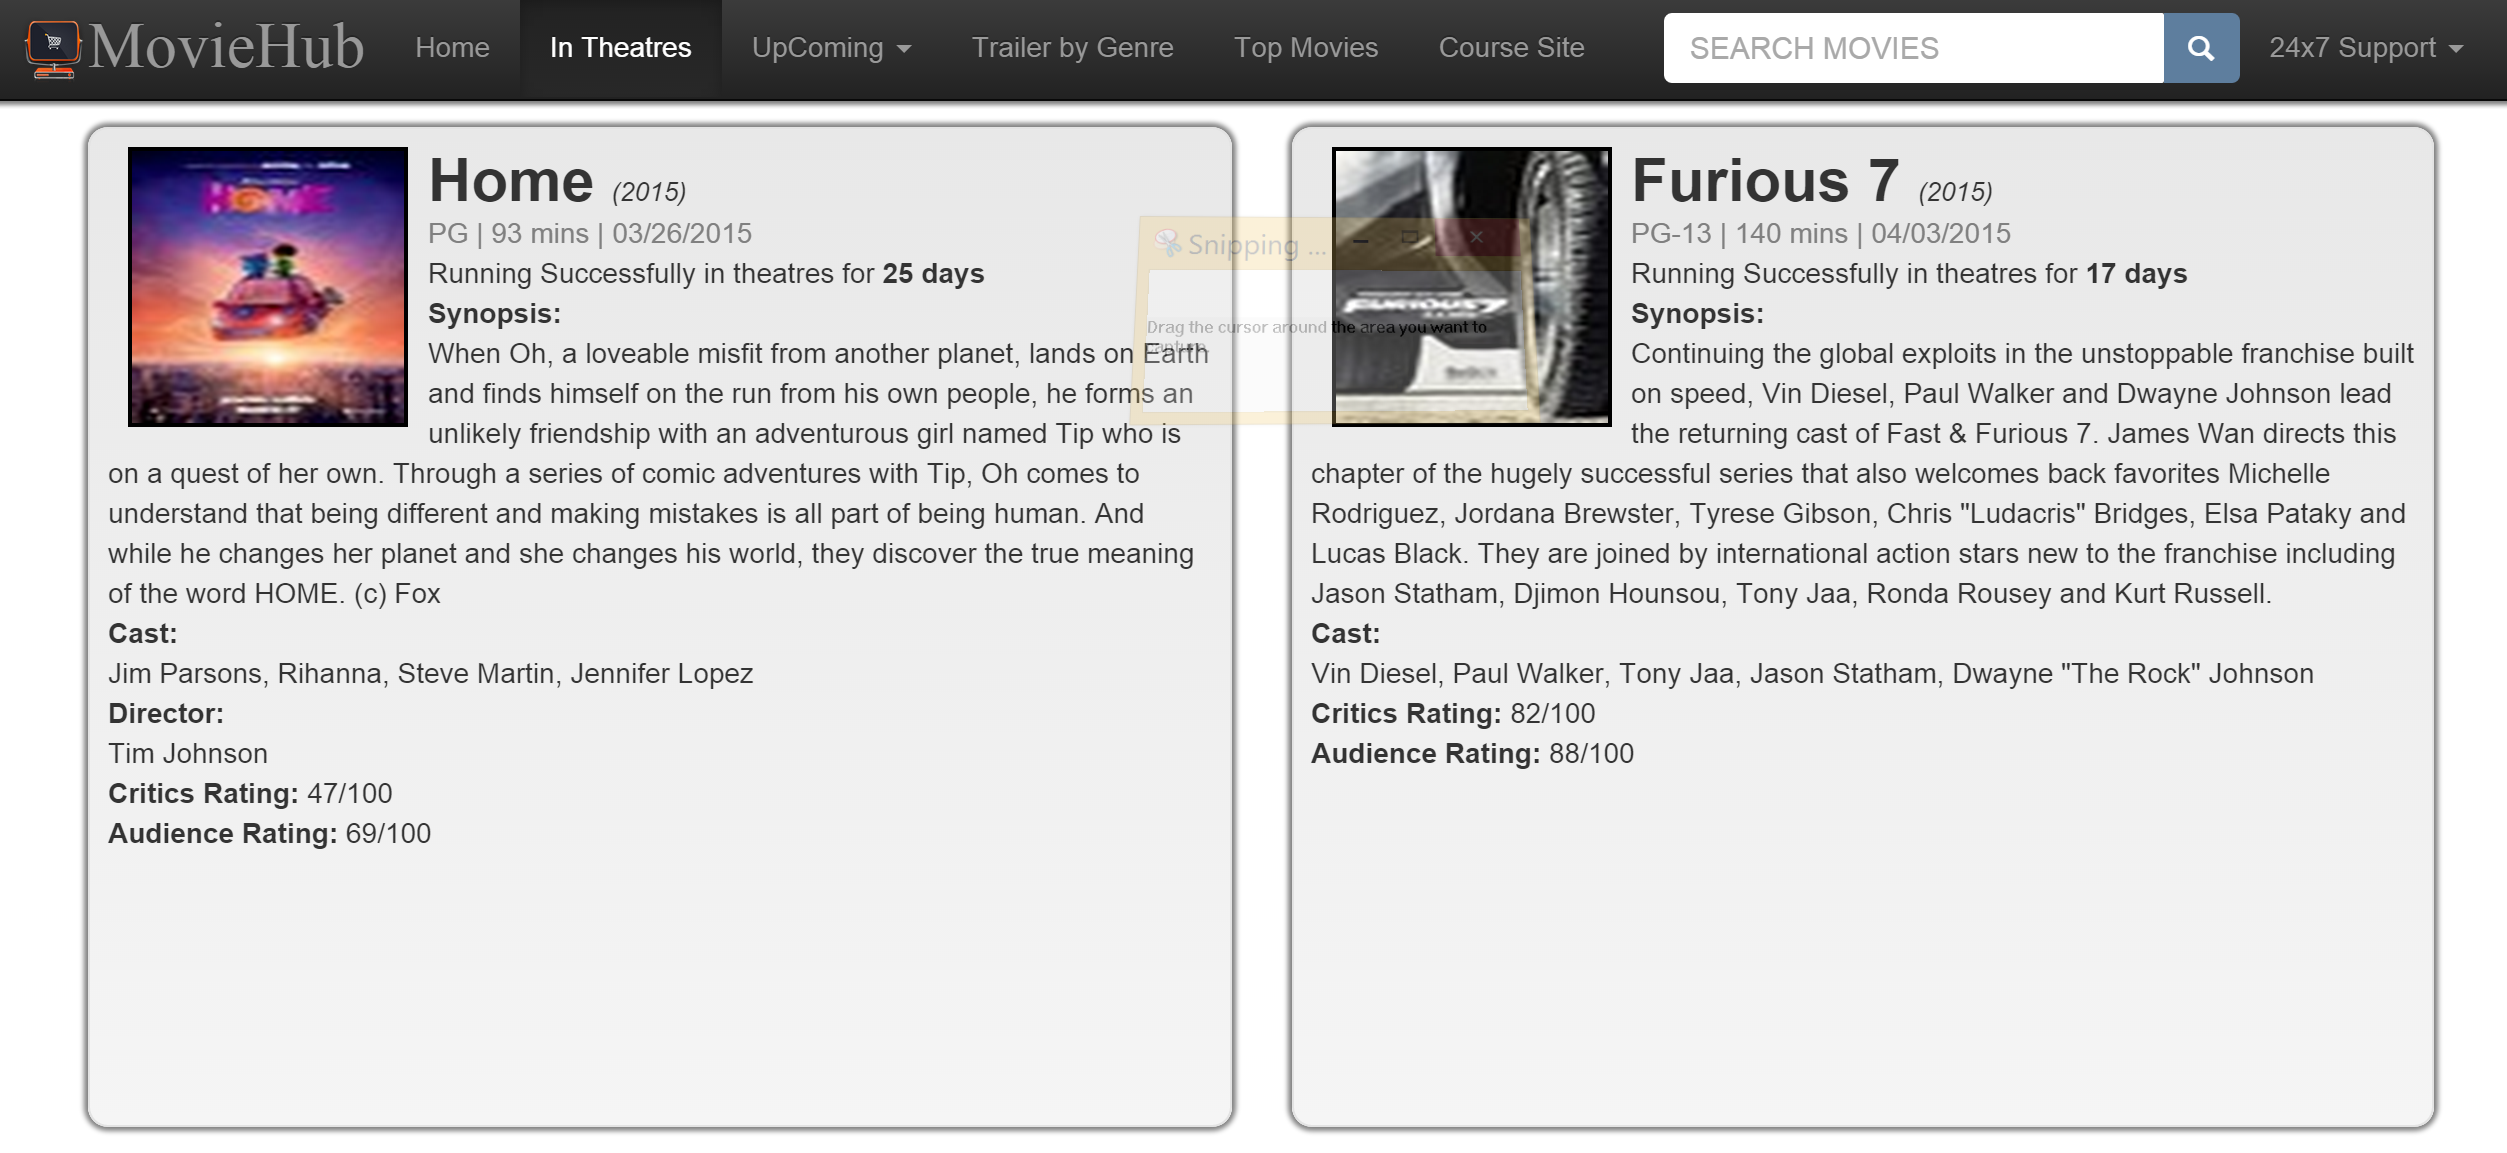 MovieHub Home In Theatres UpComing Trailer by Genre Top Movies Course Site SEARCH MOVIES 24x7 Support
HOME
Home (2015)
PG | 93 mins | 03/26/2015
Running Successfully in theatres for 25 days
Synopsis:
When Oh, a loveable misfit from another planet, lands on Earth
and finds himself on the run from his own people, he forms an
unlikely friendship with an adventurous girl named Tip who is
on a quest of her own. Through a series of comic adventures with Tip, Oh comes to
understand that being different and making mistakes is all part of being human. And
while he changes her planet and she changes his world, they discover the true meaning
of the word HOME. (c) Fox
Cast:
Jim Parsons, Rihanna, Steve Martin, Jennifer Lopez
Director:
Tim Johnson
Critics Rating: 47/100
Audience Rating: 69/100
Snipping ...
Drag the cursor around the area you want to
capture.
FURIOUS 7
Furious 7 (2015)
PG-13 | 140 mins | 04/03/2015
Running Successfully in theatres for 17 days
Synopsis:
Continuing the global exploits in the unstoppable franchise built
on speed, Vin Diesel, Paul Walker and Dwayne Johnson lead
the returning cast of Fast & Furious 7. James Wan directs this
chapter of the hugely successful series that also welcomes back favorites Michelle
Rodriguez, Jordana Brewster, Tyrese Gibson, Chris "Ludacris" Bridges, Elsa Pataky and
Lucas Black. They are joined by international action stars new to the franchise including
Jason Statham, Djimon Hounsou, Tony Jaa, Ronda Rousey and Kurt Russell.
Cast:
Vin Diesel, Paul Walker, Tony Jaa, Jason Statham, Dwayne "The Rock" Johnson
Critics Rating: 82/100
Audience Rating: 88/100